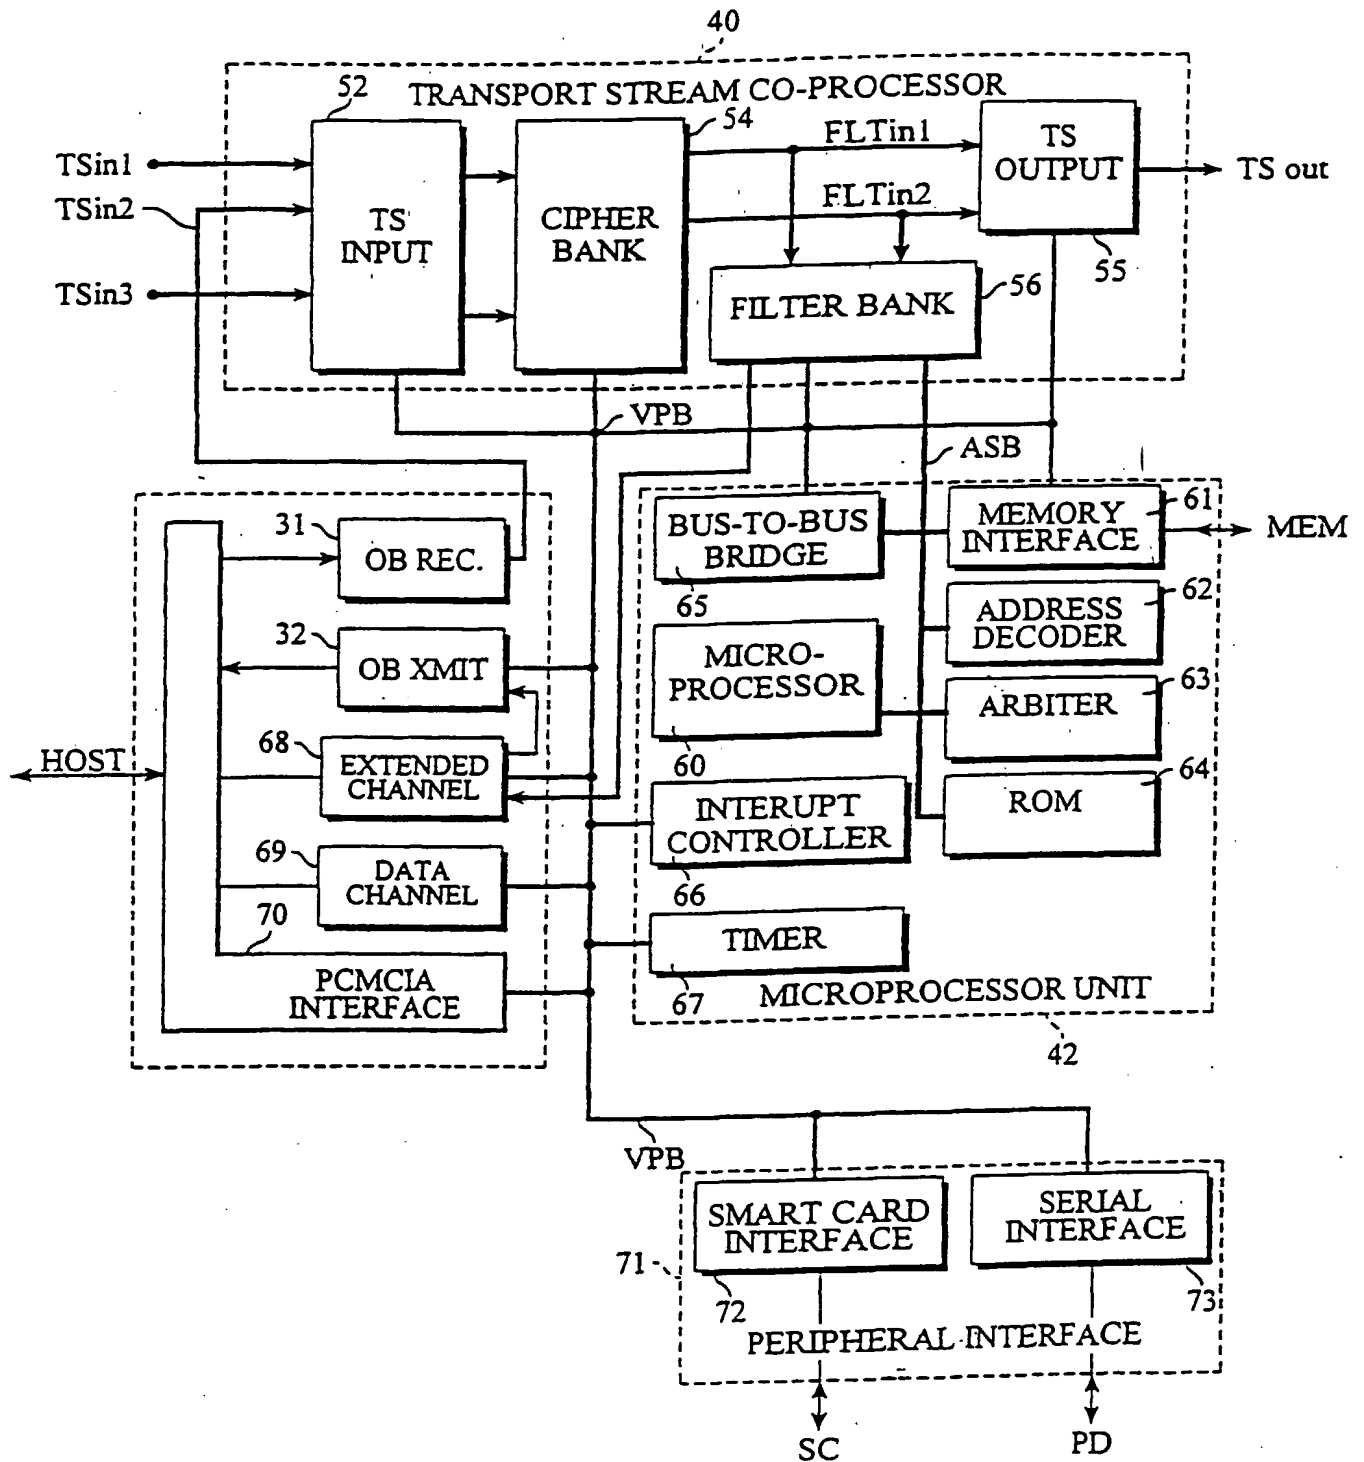 40
TRANSPORT STREAM CO-PROCESSOR
52
54
FLTin1
TS
OUTPUT
TSin1
TS out
TSin2
FLTin2
TS
INPUT
CIPHER
BANK
55
TSin3
56
FILTER BANK
VPB
ASB
31
OB REC.
BUS-TO-BUS
BRIDGE
65
MEMORY
INTERFACE
61
MEM
62
ADDRESS
DECODER
32
OB XMIT
MICRO-
PROCESSOR
60
63
ARBITER
68
HOST
EXTENDED
CHANNEL
64
ROM
INTERUPT
CONTROLLER
66
69
DATA
CHANNEL
70
TIMER
67
PCMCIA
INTERFACE
MICROPROCESSOR UNIT
42
VPB
SMART CARD
INTERFACE
SERIAL
INTERFACE
71
72
73
PERIPHERAL INTERFACE
SC
PD